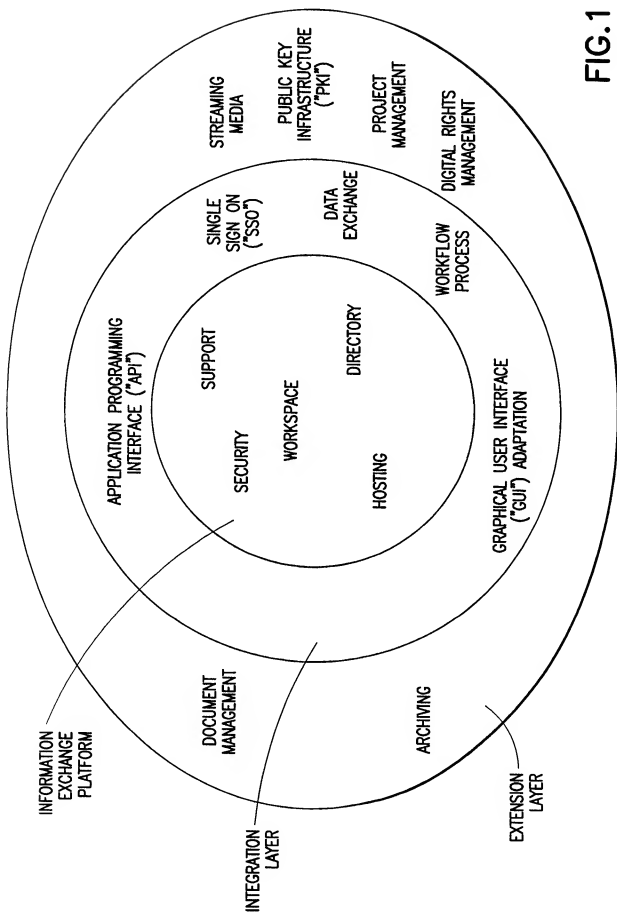 INFORMATION
EXCHANGE
PLATFORM
INTEGRATION
LAYER
EXTENSION
LAYER
DOCUMENT
MANAGEMENT
ARCHIVING
APPLICATION PROGRAMMING
INTERFACE ("API")
SECURITY
SUPPORT
WORKSPACE
HOSTING
DIRECTORY
GRAPHICAL USER INTERFACE
("GUI") ADAPTATION
SINGLE
SIGN ON
("SSO")
DATA
EXCHANGE
WORKFLOW
PROCESS
STREAMING
MEDIA
PUBLIC KEY
INFRASTRUCTURE
("PKI")
PROJECT
MANAGEMENT
DIGITAL RIGHTS
MANAGEMENT
FIG.1